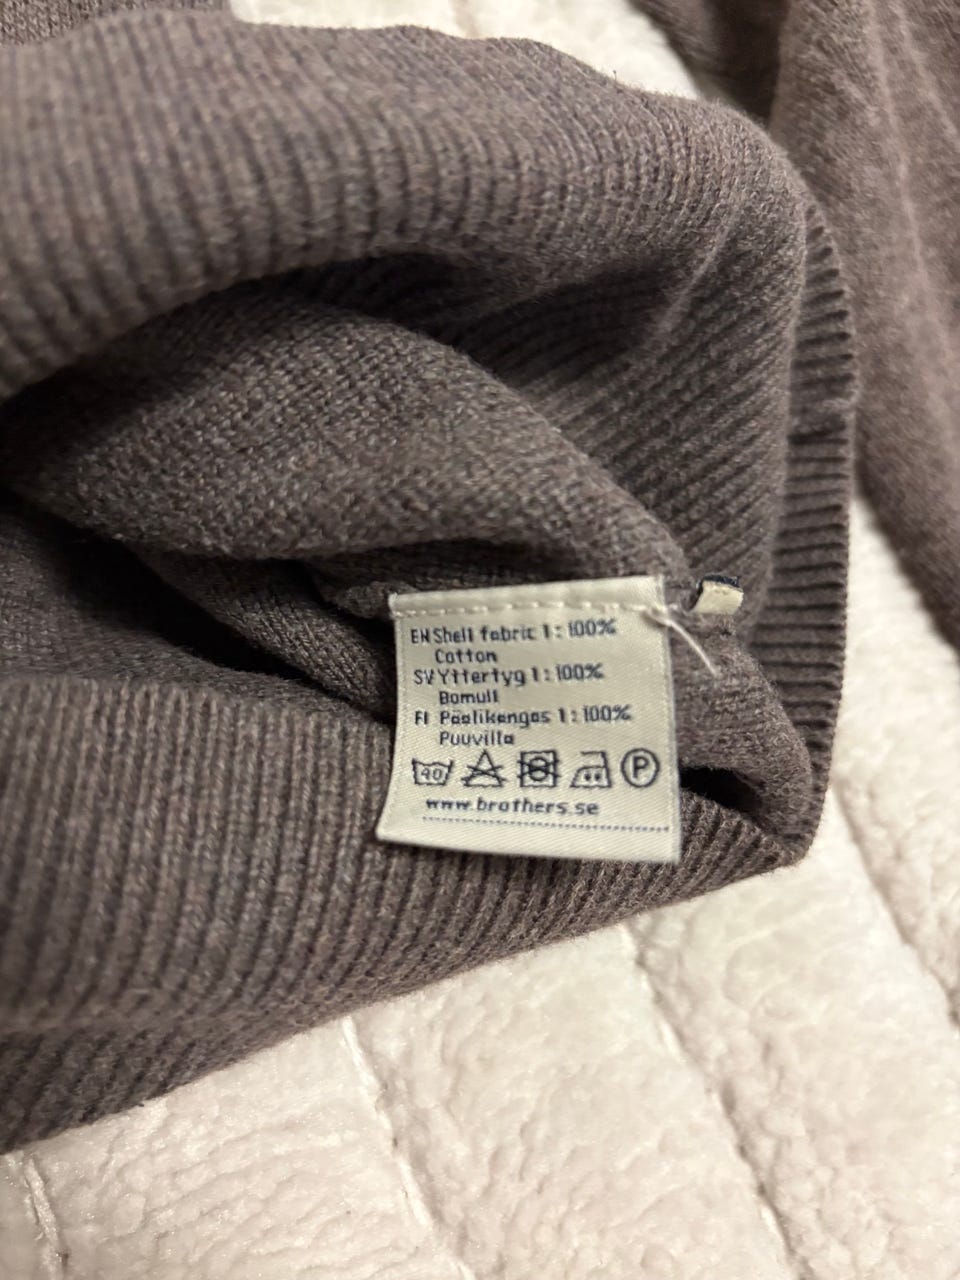 EN Shell fabric 1: 100%
Cotton
SV Yttertyg 1: 100%
Bomull
FI Päälikangas 1: 100%
Puuvilla
40 P
www.brothers.se